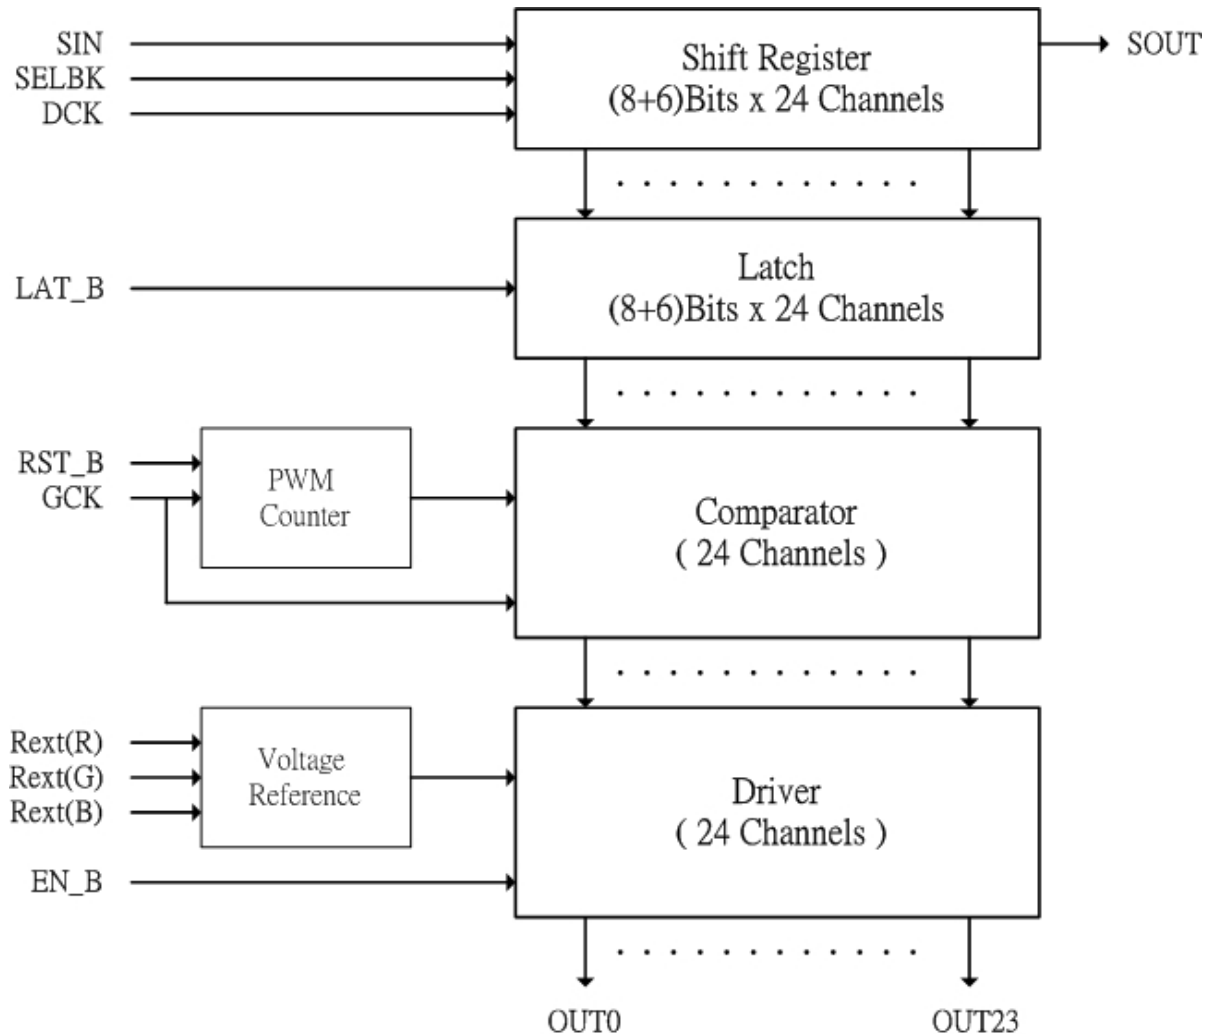 SIN
SELBK
DCK
Shift Register
(8+6)Bits x 24 Channels
SOUT
LAT_B
Latch
(8+6)Bits x 24 Channels
RST_B
GCK
PWM
Counter
Comparator
( 24 Channels )
Rext(R)
Rext(G)
Rext(B)
Voltage
Reference
Driver
( 24 Channels )
EN_B
OUT0
OUT23